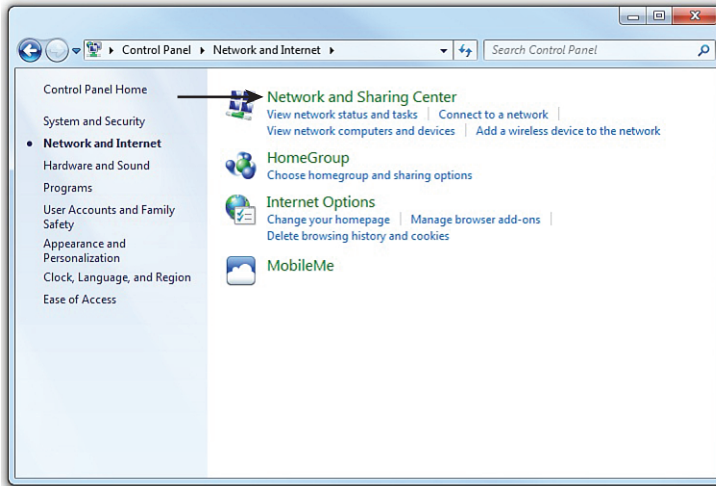 Control Panel Network and Internet Search Control Panel
Control Panel Home
System and Security
Network and Internet
Hardware and Sound
Programs
User Accounts and Family
Safety
Appearance and
Personalization
Clock, Language, and Region
Ease of Access
Network and Sharing Center
View network status and tasks Connect to a network
View network computers and devices Add a wireless device to the network
HomeGroup
Choose homegroup and sharing options
Internet Options
Change your homepage Manage browser add-ons
Delete browsing history and cookies
MobileMe